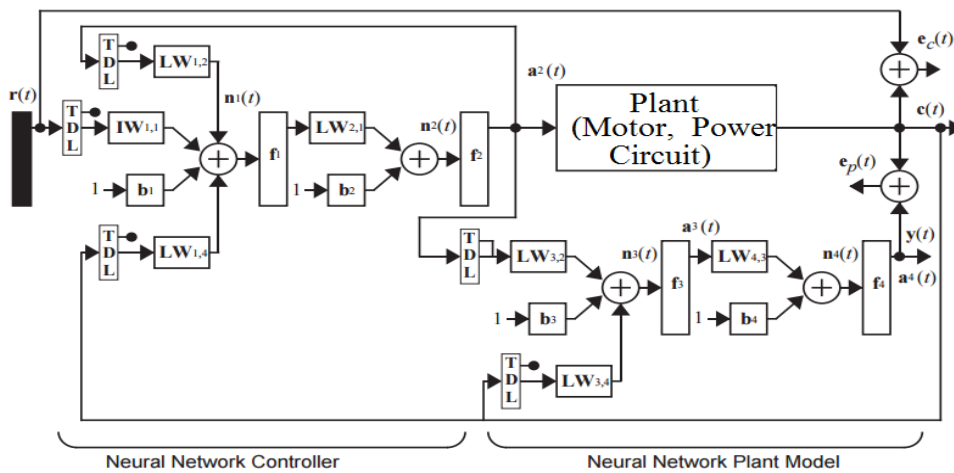 e_c(t)
T D L
LW1,2
n1(t)
a²(t)
r(t)
T D L
IW1,1
LW2,1
n²(t)
f1
f2
1
b1
1
b2
Plant
(Motor, Power
Circuit)
c(t)
e_p(t)
T D L
LW1,4
T D L
LW3,2
n3(t)
a³(t)
LW4,3
n4(t)
y(t)
a⁴(t)
f3
f4
1
b3
1
b4
T D L
LW3,4
Neural Network Controller
Neural Network Plant Model